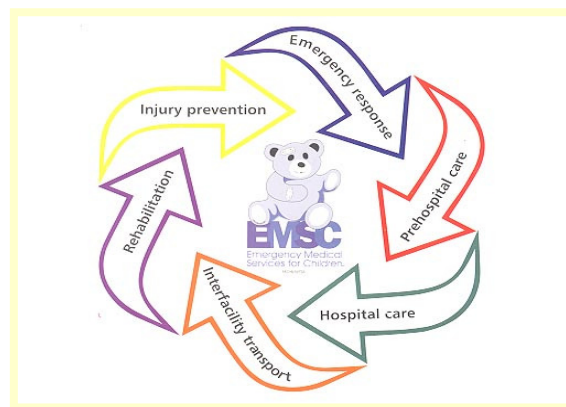 Injury prevention
Emergency response
Prehospital care
Hospital care
Interfacility transport
Rehabilitation
EMSC
Emergency Medical
Services for Children.